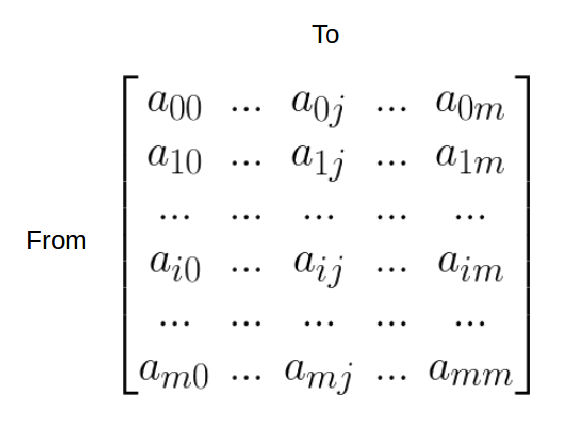 To
a₀₀ ... a₀ⱼ ... a₀ₘ
a₁₀ ... a₁ⱼ ... a₁ₘ
... ... ... ... ...
From
aᵢ₀ ... aᵢⱼ ... aᵢₘ
... ... ... ... ...
aₘ₀ ... aₘⱼ ... aₘₘ